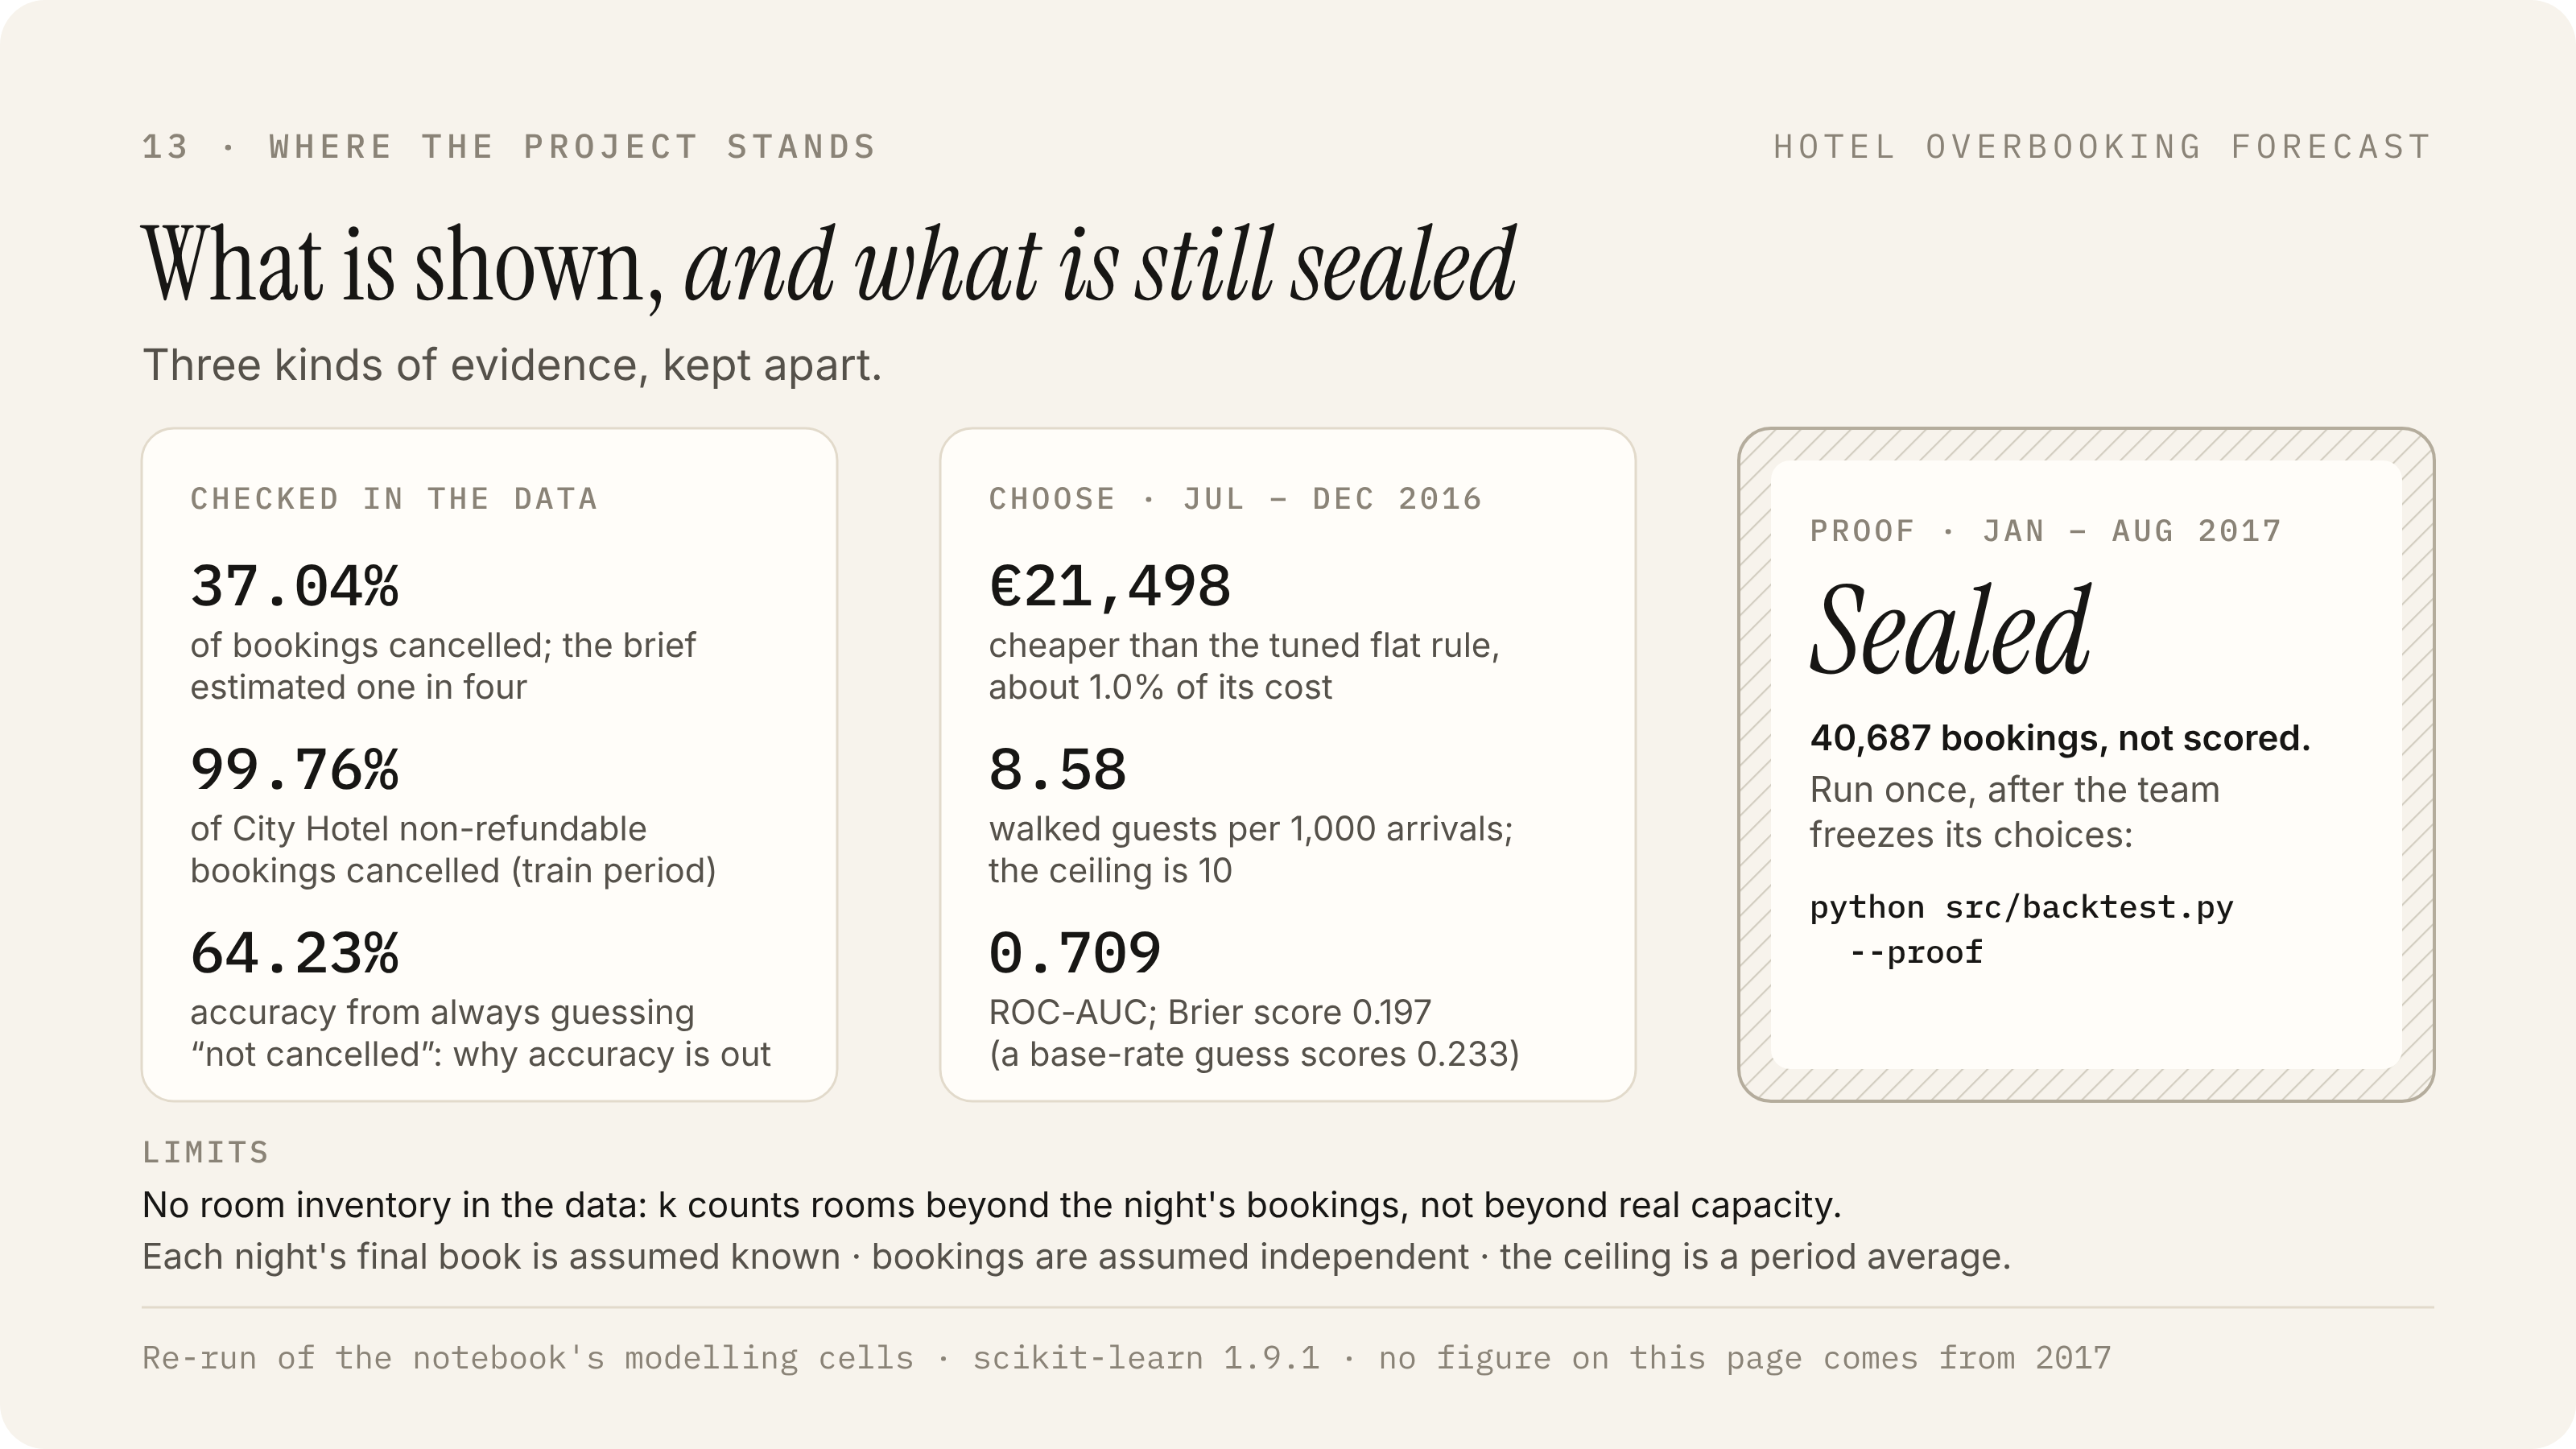 13 · WHERE THE PROJECT STANDS
HOTEL OVERBOOKING FORECAST
What is shown, and what is still sealed
Three kinds of evidence, kept apart.
CHECKED IN THE DATA
37.04%
of bookings cancelled; the brief
estimated one in four
99.76%
of City Hotel non-refundable
bookings cancelled (train period)
64.23%
accuracy from always guessing
“not cancelled”: why accuracy is out
CHOOSE · JUL – DEC 2016
€21,498
cheaper than the tuned flat rule,
about 1.0% of its cost
8.58
walked guests per 1,000 arrivals;
the ceiling is 10
0.709
ROC-AUC; Brier score 0.197
(a base-rate guess scores 0.233)
PROOF · JAN – AUG 2017
Sealed
40,687 bookings, not scored.
Run once, after the team
freezes its choices:
python src/backtest.py
--proof
LIMITS
No room inventory in the data: k counts rooms beyond the night's bookings, not beyond real capacity.
Each night's final book is assumed known · bookings are assumed independent · the ceiling is a period average.
Re-run of the notebook's modelling cells · scikit-learn 1.9.1 · no figure on this page comes from 2017